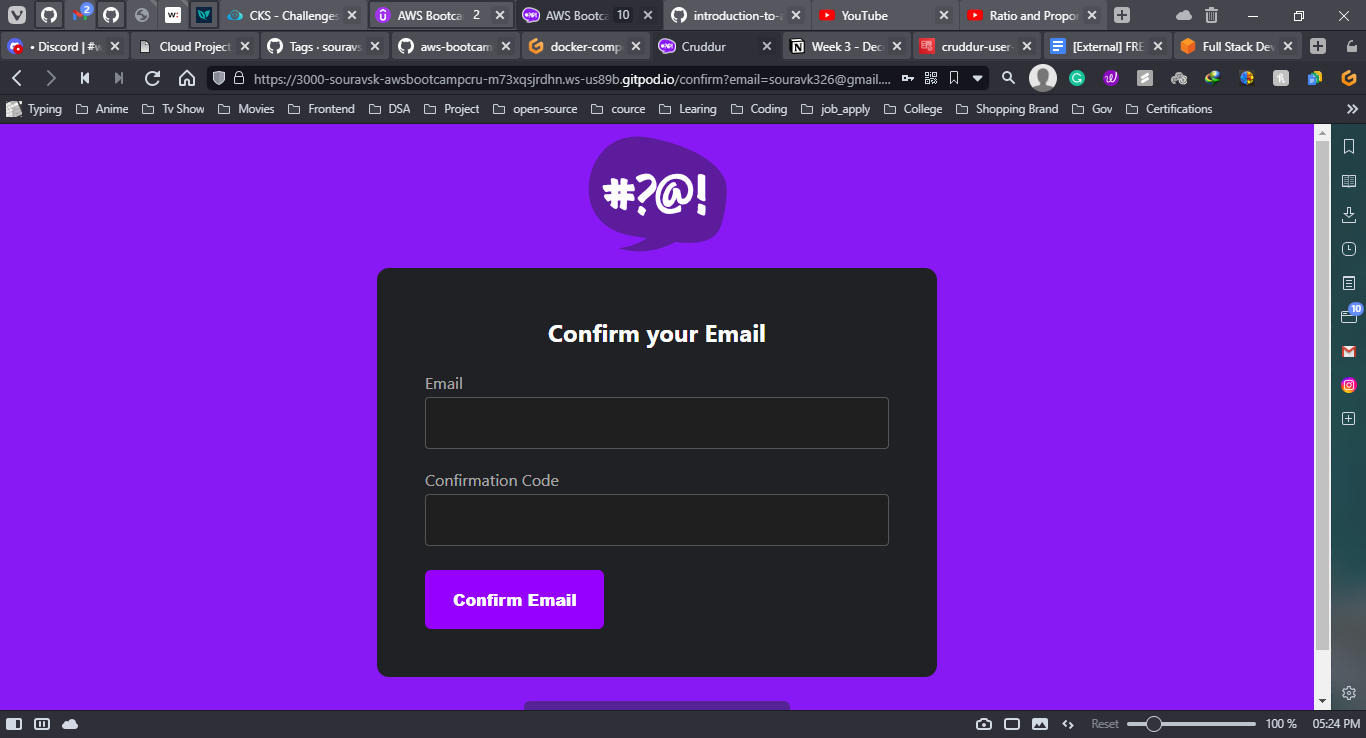 CKS - Challenges
AWS Bootca
2
AWS Bootca
10
introduction-to-
YouTube
Ratio and Propor
2
w:
• Discord | #w
Cloud Project
Tags · souravs
aws-bootcam
docker-comp
Cruddur
Week 3 - Dec
cruddur-user-
[External] FRE
Full Stack Dev
https://3000-souravsk-awsbootcampcru-m73xqsjrdhn.ws-us89b.gitpod.io/confirm?email=souravk326@gmail....
Typing
Anime
Tv Show
Movies
Frontend
DSA
Project
open-source
cource
Learing
Coding
job_apply
College
Shopping Brand
Gov
Certifications
#?@!
Confirm your Email
Email
Confirmation Code
Confirm Email
10
Reset
100 %
05:24 PM